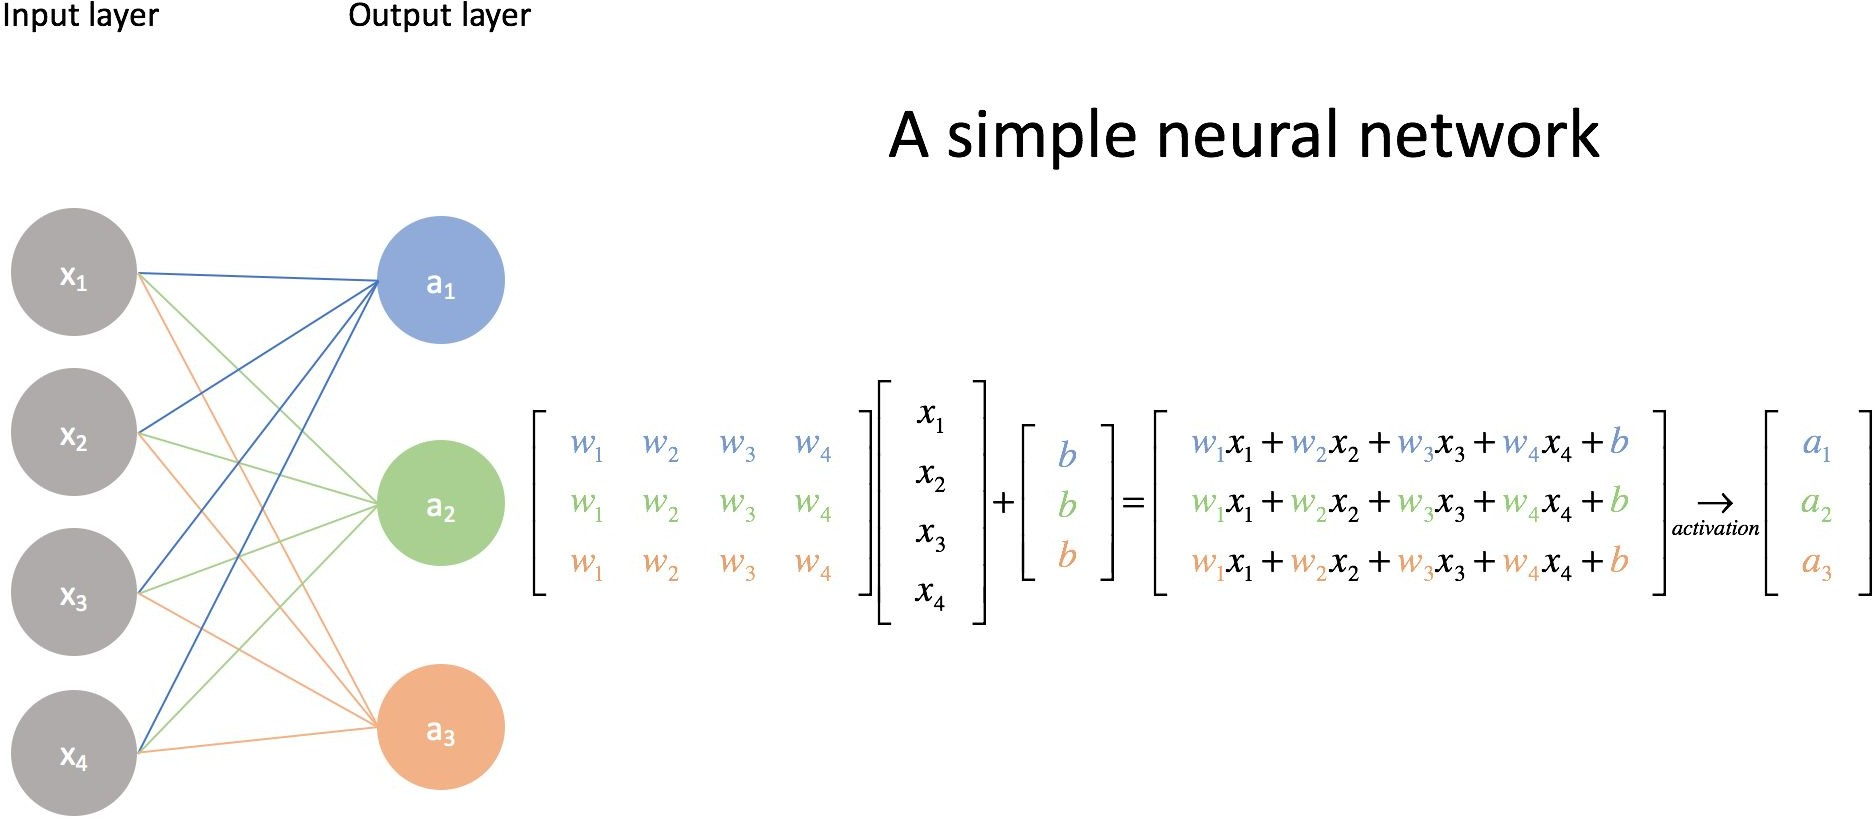 Input layer
Output layer
A simple neural network
x₁
x₂
x₃
x₄
a₁
a₂
a₃
w₁ w₂ w₃ w₄
w₁ w₂ w₃ w₄
w₁ w₂ w₃ w₄
x₁
x₂
x₃
x₄
+
b
b
b
=
w₁x₁ + w₂x₂ + w₃x₃ + w₄x₄ + b
w₁x₁ + w₂x₂ + w₃x₃ + w₄x₄ + b
w₁x₁ + w₂x₂ + w₃x₃ + w₄x₄ + b
→
activation
a₁
a₂
a₃